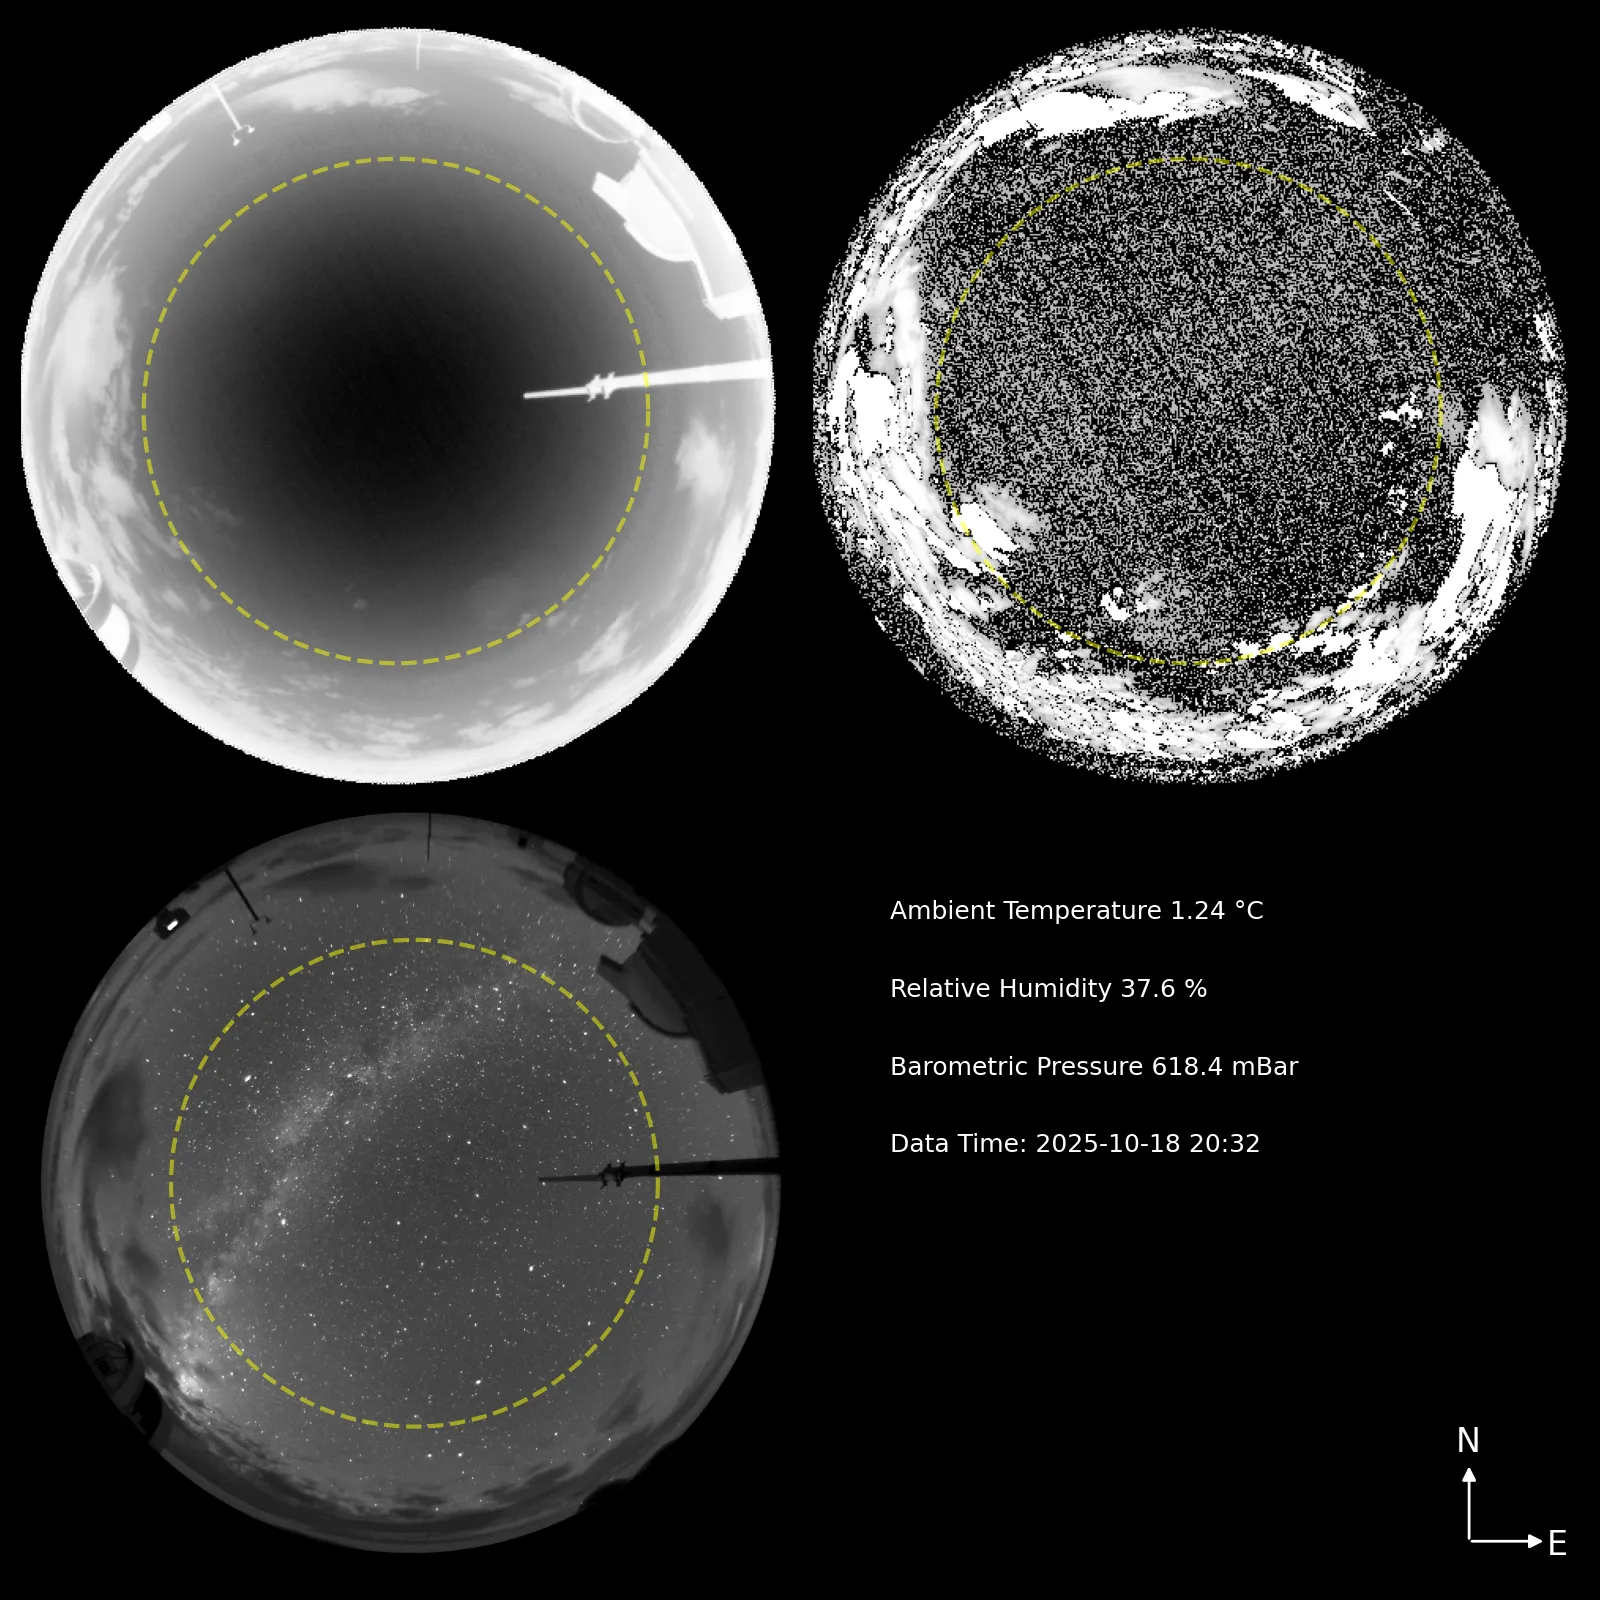 Ambient Temperature 1.24 °C
Relative Humidity 37.6 %
Barometric Pressure 618.4 mBar
Data Time: 2025-10-18 20:32
N
E